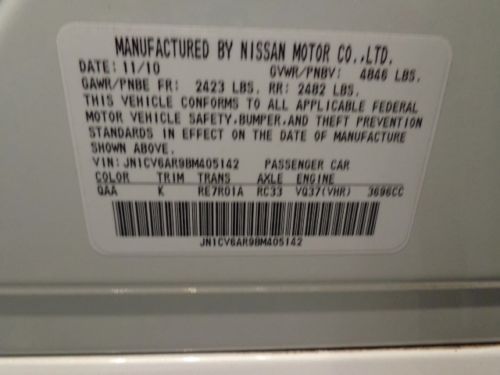 MANUFACTURED BY NISSAN MOTOR CO.,LTD.
DATE: 11/10 GVWR/PNBV: 4846 LBS.
GAWR/PNBE FR: 2423 LBS. RR: 2482 LBS.
THIS VEHICLE CONFORMS TO ALL APPLICABLE FEDERAL
MOTOR VEHICLE SAFETY,BUMPER,AND THEFT PREVENTION
STANDARDS IN EFFECT ON THE DATE OF MANUFACTURE
SHOWN ABOVE.
VIN: JN1CV6AR9BM405142 PASSENGER CAR
COLOR TRIM TRANS AXLE ENGINE
QAA K RE7R01A RC33 VQ37(VHR) 3696CC
JN1CV6AR9BM405142